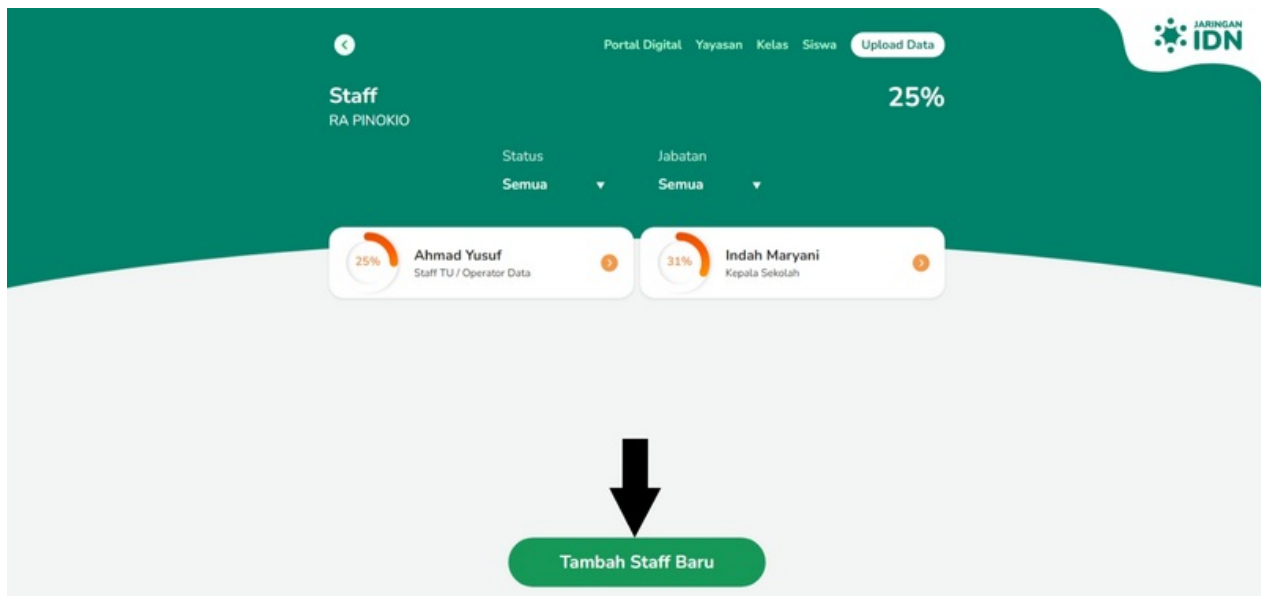 Portal Digital Yayasan Kelas Siswa Upload Data
JARINGAN
IDN
Staff
25%
RA PINOKIO
Status
Semua
Jabatan
Semua
25%
Ahmad Yusuf
Staff TU / Operator Data
31%
Indah Maryani
Kepala Sekolah
Tambah Staff Baru